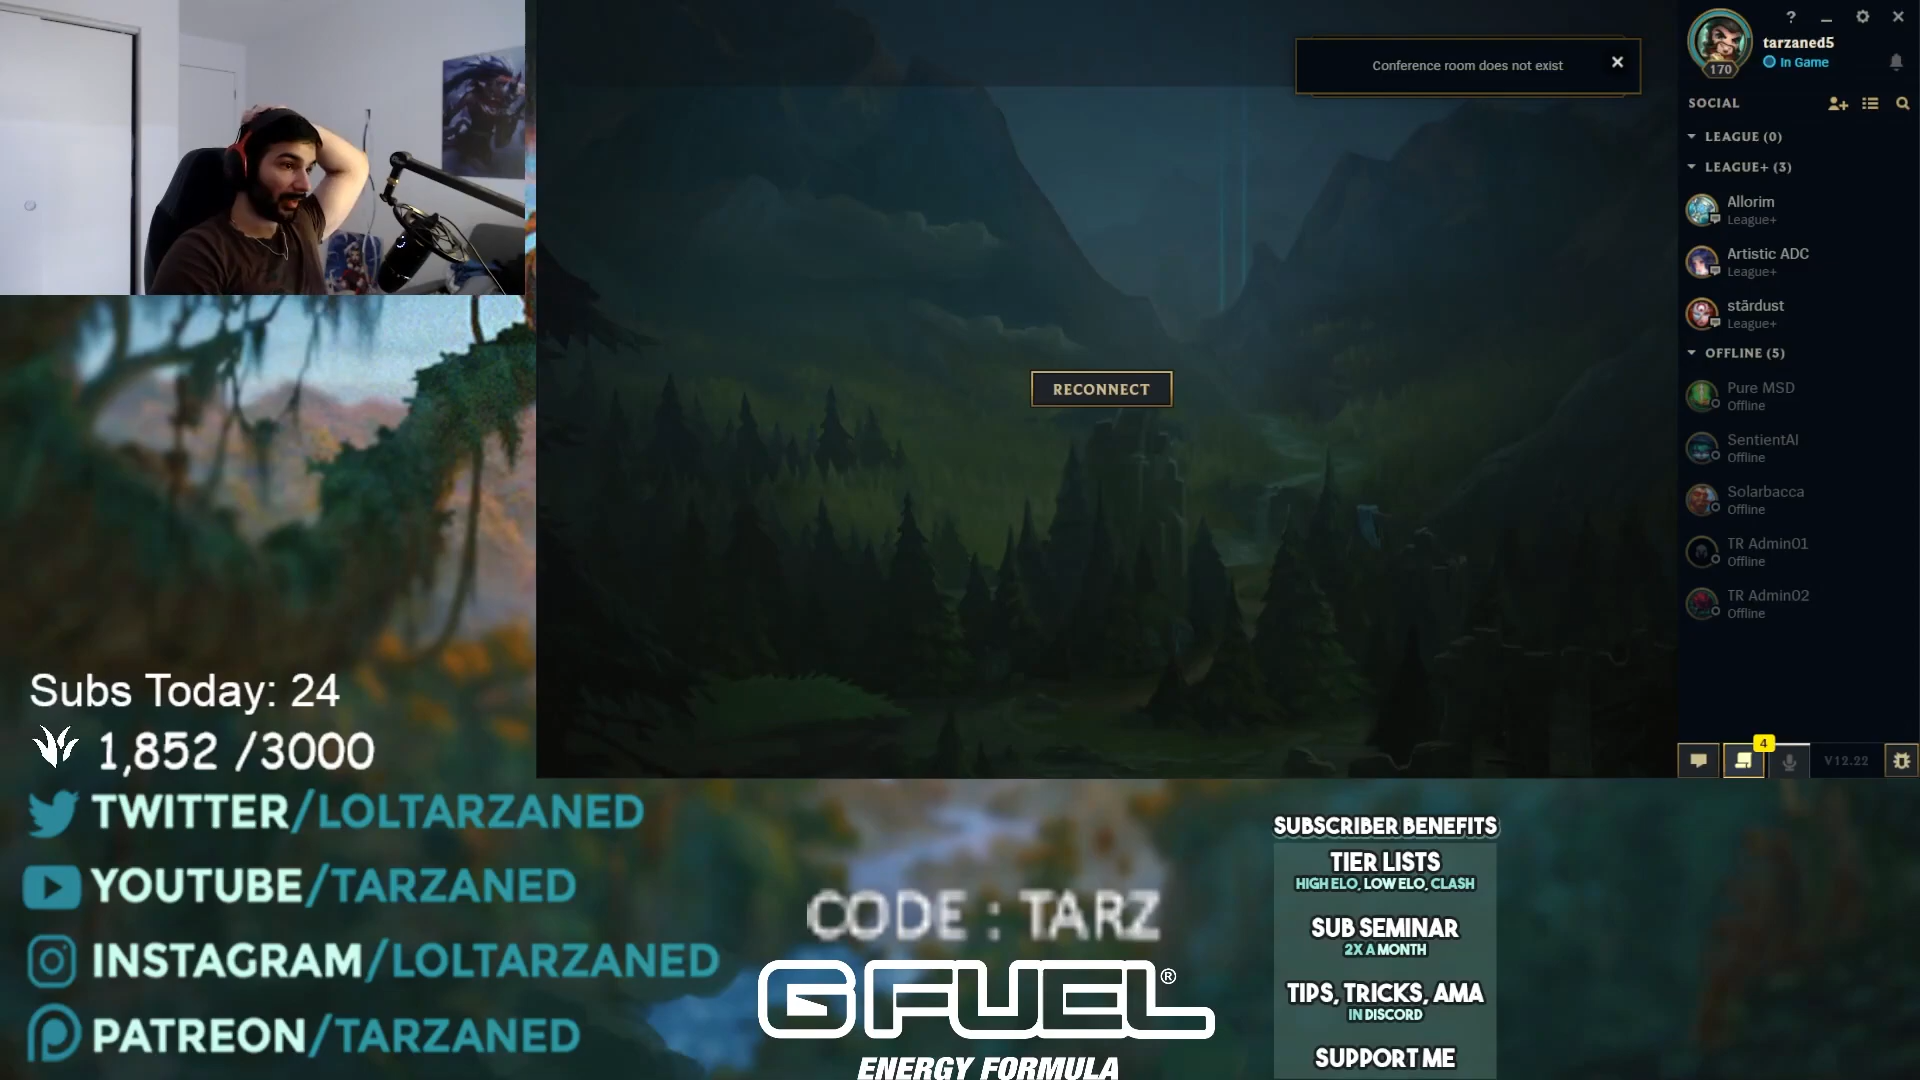 Conference room does not exist
170
tarzaned5
In Game
SOCIAL
LEAGUE (0)
LEAGUE+ (3)
Allorim
League+
Artistic ADC
League+
stārdust
League+
OFFLINE (5)
Pure MSD
Offline
SentientAI
Offline
Solarbacca
Offline
TR Admin01
Offline
TR Admin02
Offline
4
V12.22
RECONNECT
Subs Today: 24
1,852 /3000
TWITTER/LOLTARZANED
YOUTUBE/TARZANED
INSTAGRAM/LOLTARZANED
PATREON/TARZANED
CODE : TARZ
G FUEL®
ENERGY FORMULA
SUBSCRIBER BENEFITS
TIER LISTS
HIGH ELO, LOW ELO, CLASH
SUB SEMINAR
2X A MONTH
TIPS, TRICKS, AMA
IN DISCORD
SUPPORT ME